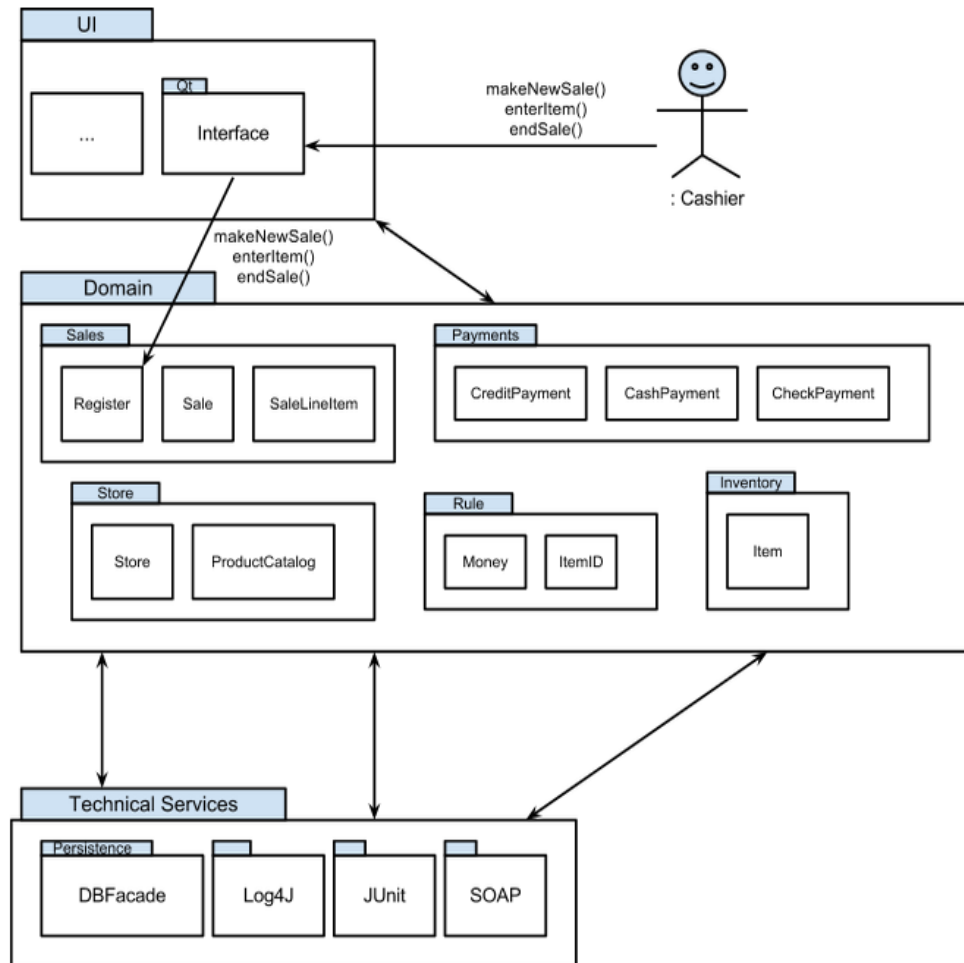 UI
Qt
...
Interface
makeNewSale()
enterItem()
endSale()
: Cashier
makeNewSale()
enterItem()
endSale()
Domain
Sales
Register
Sale
SaleLineItem
Payments
CreditPayment
CashPayment
CheckPayment
Store
Store
ProductCatalog
Rule
Money
ItemID
Inventory
Item
Technical Services
Persistence
DBFacade
Log4J
JUnit
SOAP